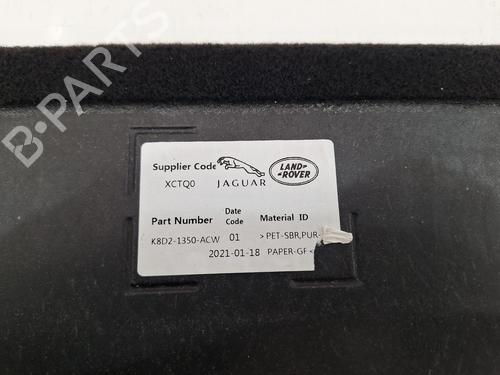 Supplier Code
XCTQ0
JAGUAR
LAND-
-ROVER
Part Number
Date
Code
Material ID
K8D2-1350-ACW
01
>PET-SBR,PUR-
2021-01-18
PAPER-GF<
B-PARTS